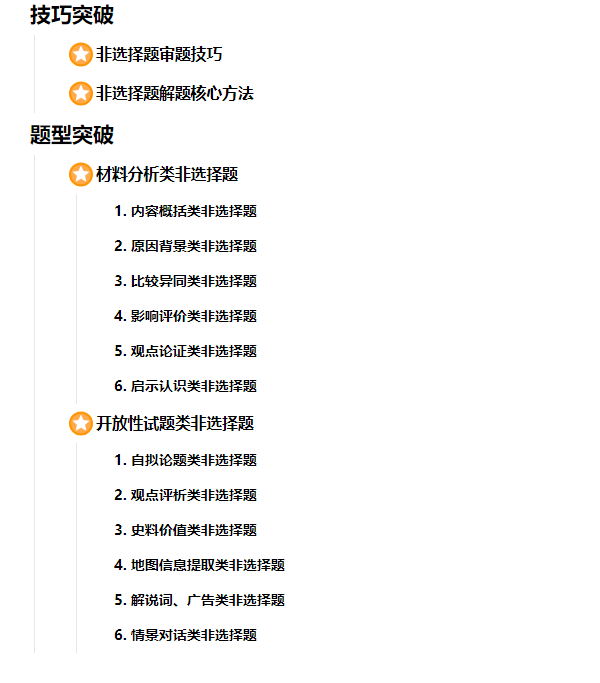 技巧突破
非选择题审题技巧
非选择题解题核心方法
题型突破
材料分析类非选择题
1. 内容概括类非选择题
2. 原因背景类非选择题
3. 比较异同类非选择题
4. 影响评价类非选择题
5. 观点论证类非选择题
6. 启示认识类非选择题
开放性试题类非选择题
1. 自拟论题类非选择题
2. 观点评析类非选择题
3. 史料价值类非选择题
4. 地图信息提取类非选择题
5. 解说词、广告类非选择题
6. 情景对话类非选择题